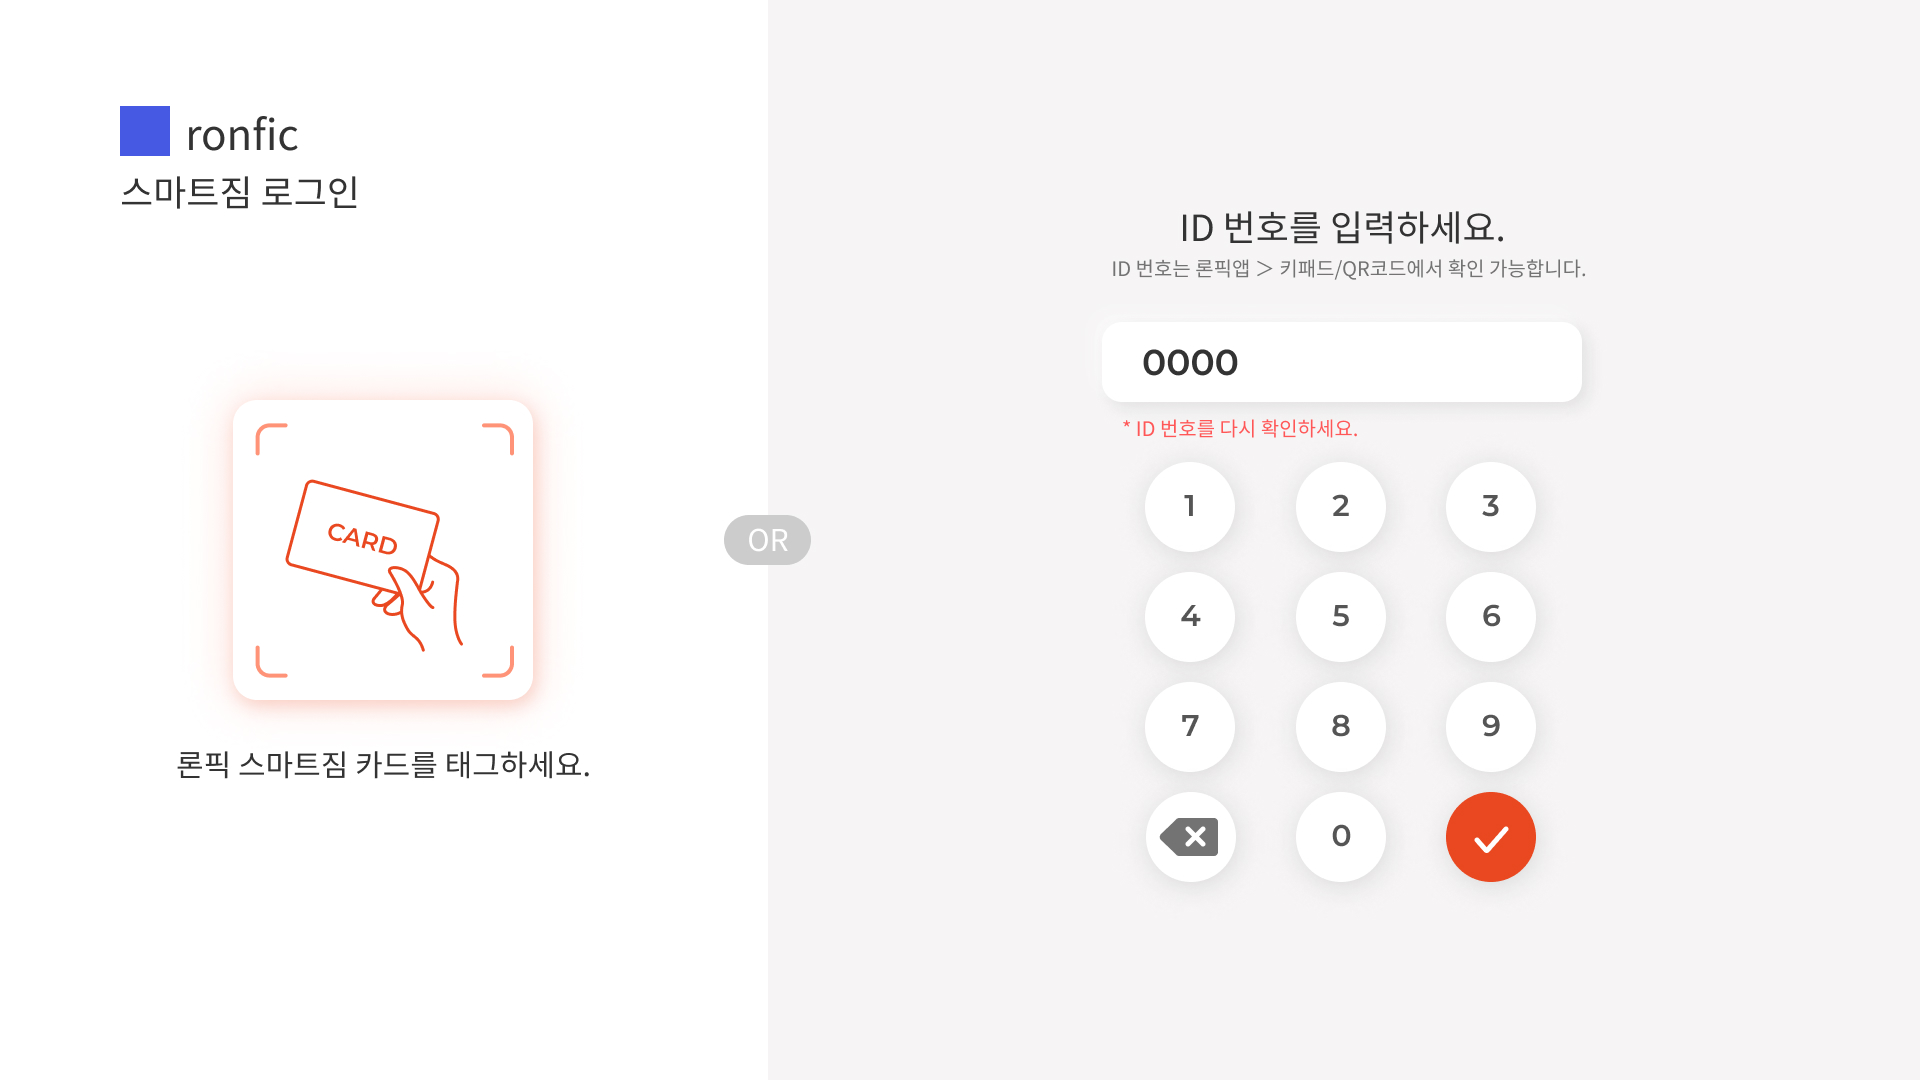 ronfic
스마트짐 로그인
CARD
론픽 스마트짐 카드를 태그하세요.
OR
ID 번호를 입력하세요.
ID 번호는 론픽앱 > 키패드/QR코드에서 확인 가능합니다.
0000
* ID 번호를 다시 확인하세요.
1 2 3
4 5 6
7 8 9
0